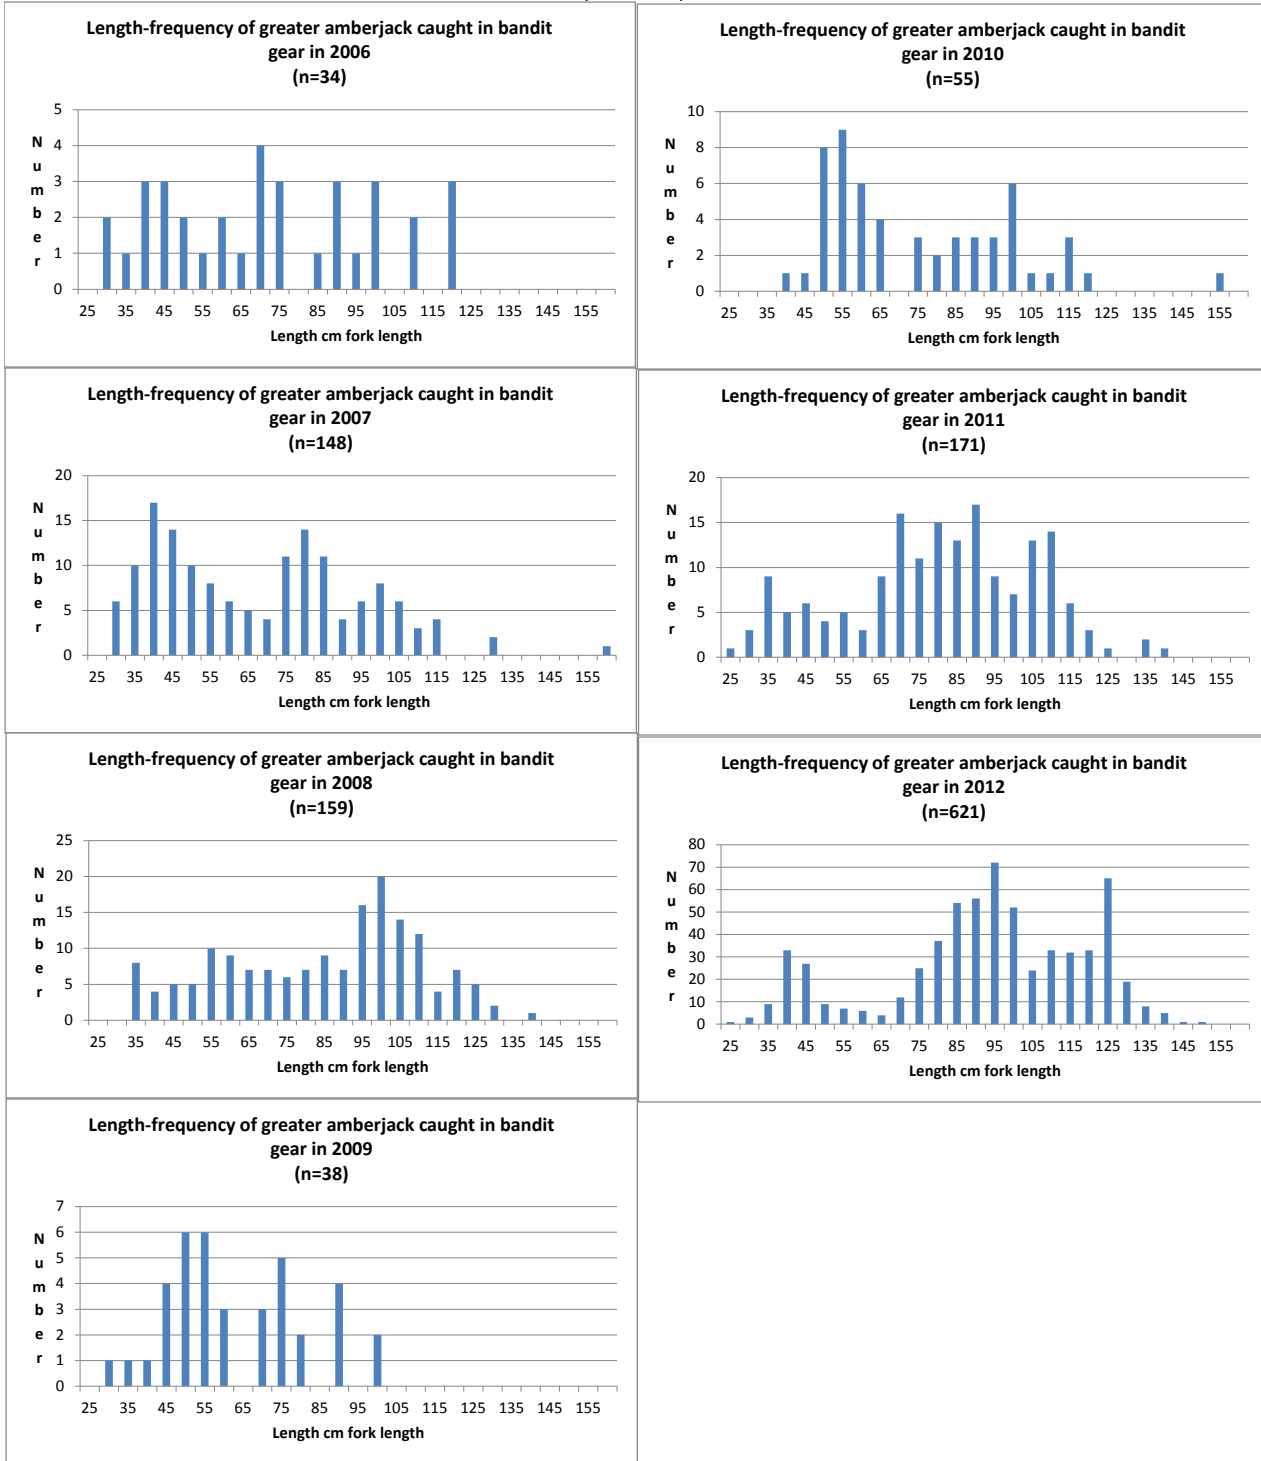 Length-frequency of greater amberjack caught in bandit
gear in 2006
(n=34)
5
4
3
2
1
0
N
u
m
b
e
r
25 35 45 55 65 75 85 95 105 115 125 135 145 155
Length cm fork length
Length-frequency of greater amberjack caught in bandit
gear in 2010
(n=55)
10
8
6
4
2
0
N
u
m
b
e
r
25 35 45 55 65 75 85 95 105 115 125 135 145 155
Length cm fork length
Length-frequency of greater amberjack caught in bandit
gear in 2007
(n=148)
20
15
10
5
0
N
u
m
b
e
r
25 35 45 55 65 75 85 95 105 115 125 135 145 155
Length cm fork length
Length-frequency of greater amberjack caught in bandit
gear in 2011
(n=171)
20
15
10
5
0
N
u
m
b
e
r
25 35 45 55 65 75 85 95 105 115 125 135 145 155
Length cm fork length
Length-frequency of greater amberjack caught in bandit
gear in 2008
(n=159)
25
20
15
10
5
0
N
u
m
b
e
r
25 35 45 55 65 75 85 95 105 115 125 135 145 155
Length cm fork length
Length-frequency of greater amberjack caught in bandit
gear in 2012
(n=621)
80
70
60
50
40
30
20
10
0
N
u
m
b
e
r
25 35 45 55 65 75 85 95 105 115 125 135 145 155
Length cm fork length
Length-frequency of greater amberjack caught in bandit
gear in 2009
(n=38)
7
6
5
4
3
2
1
0
N
u
m
b
e
r
25 35 45 55 65 75 85 95 105 115 125 135 145 155
Length cm fork length